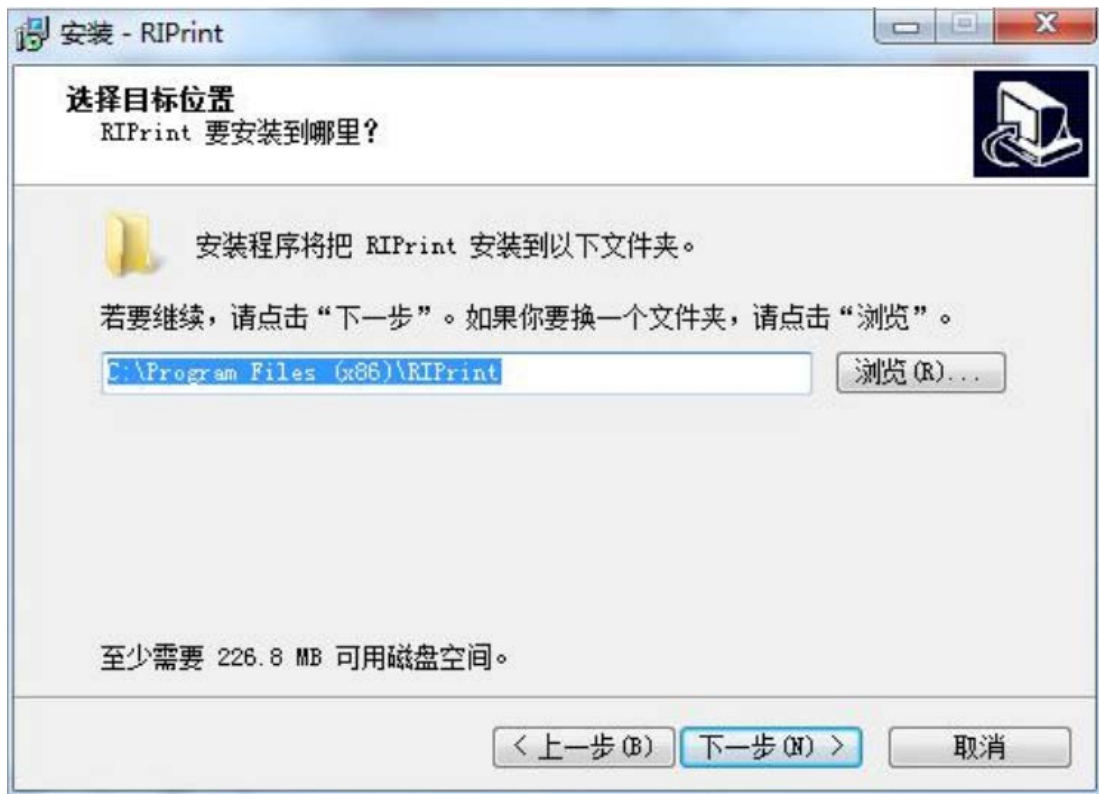 安装 - RIPrint
选择目标位置
RIPrint 要安装到哪里?
安装程序将把 RIPrint 安装到以下文件夹。
若要继续,请点击“下一步”。如果你要换一个文件夹,请点击“浏览”。
C:\Program Files (x86)\RIPrint
浏览(R)...
至少需要 226.8 MB 可用磁盘空间。
< 上一步(B) 下一步(N) > 取消